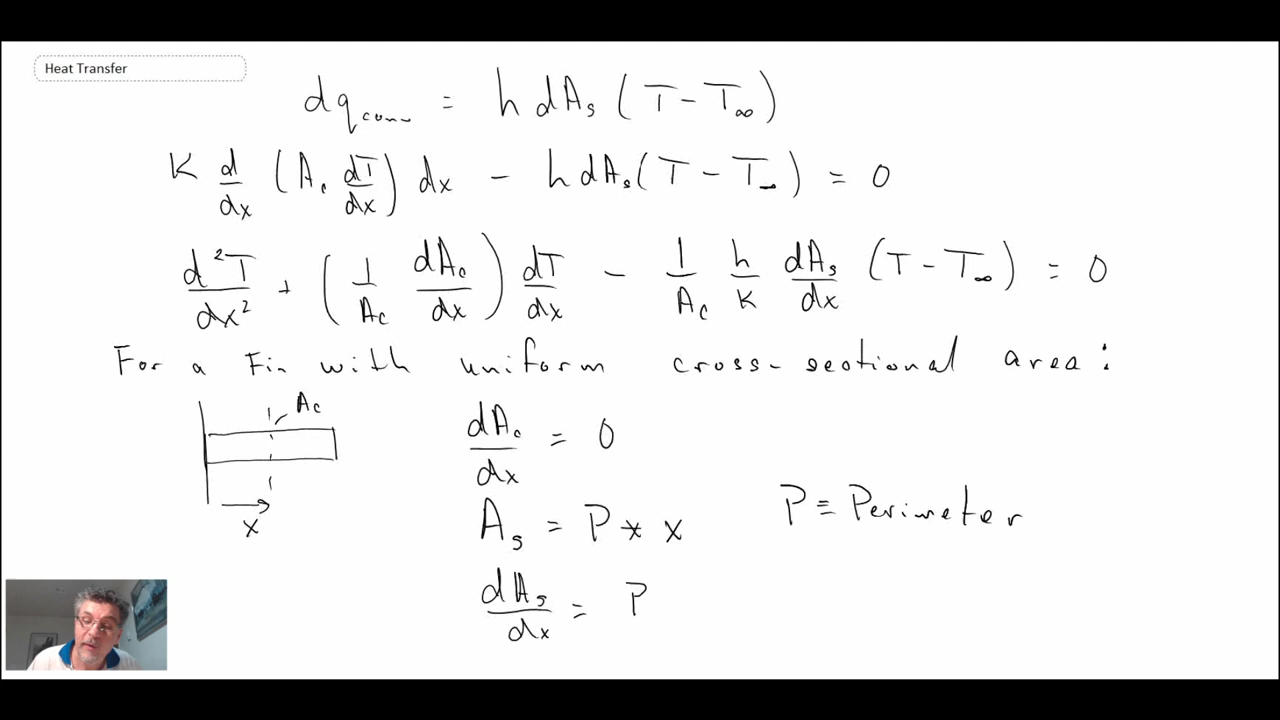 Heat Transfer
dq_conv = h dA_s (T - T_∞)
K d/dx (A_c dT/dx) dx - h dA_s (T - T_∞) = 0
d²T/dx² + (1/A_c dA_c/dx) dT/dx - 1/A_c h/K dA_s/dx (T - T_∞) = 0
For a Fin with uniform cross-sectional area:
A_c
x
dA_c/dx = 0
A_s = P * x
P ≡ Perimeter
dA_s/dx = P